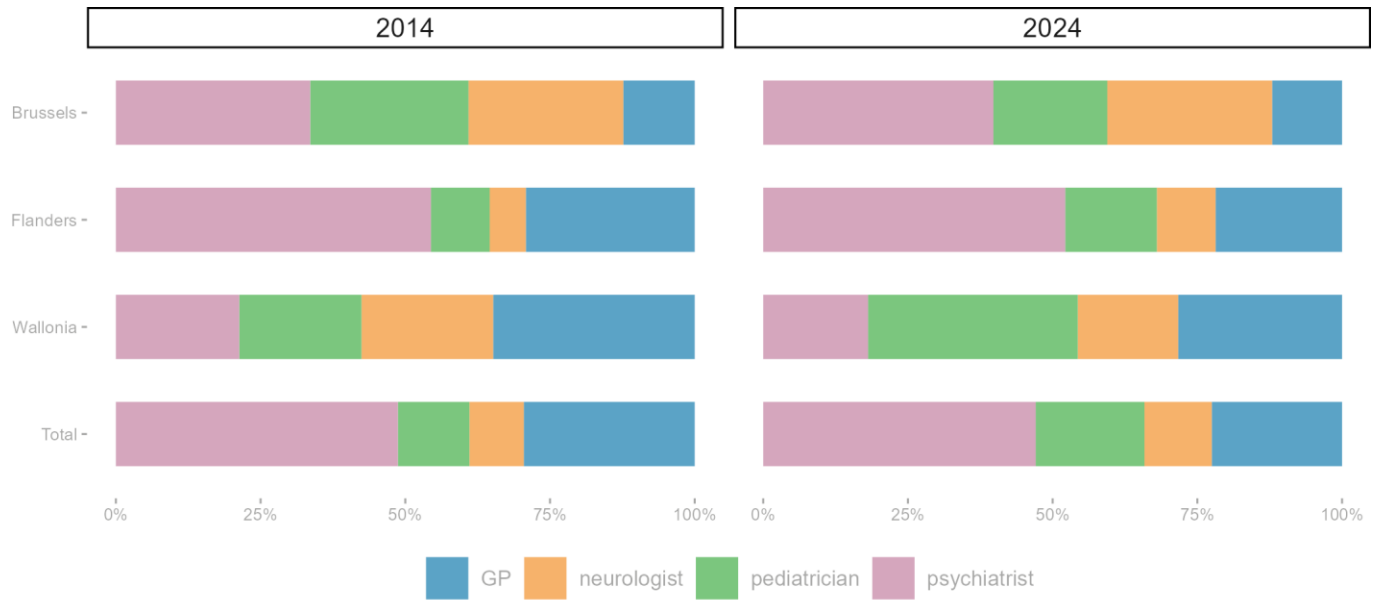 2014 2024
Brussels
Flanders
Wallonia
Total
0% 25% 50% 75% 100% 0% 25% 50% 75% 100%
GP neurologist pediatrician psychiatrist